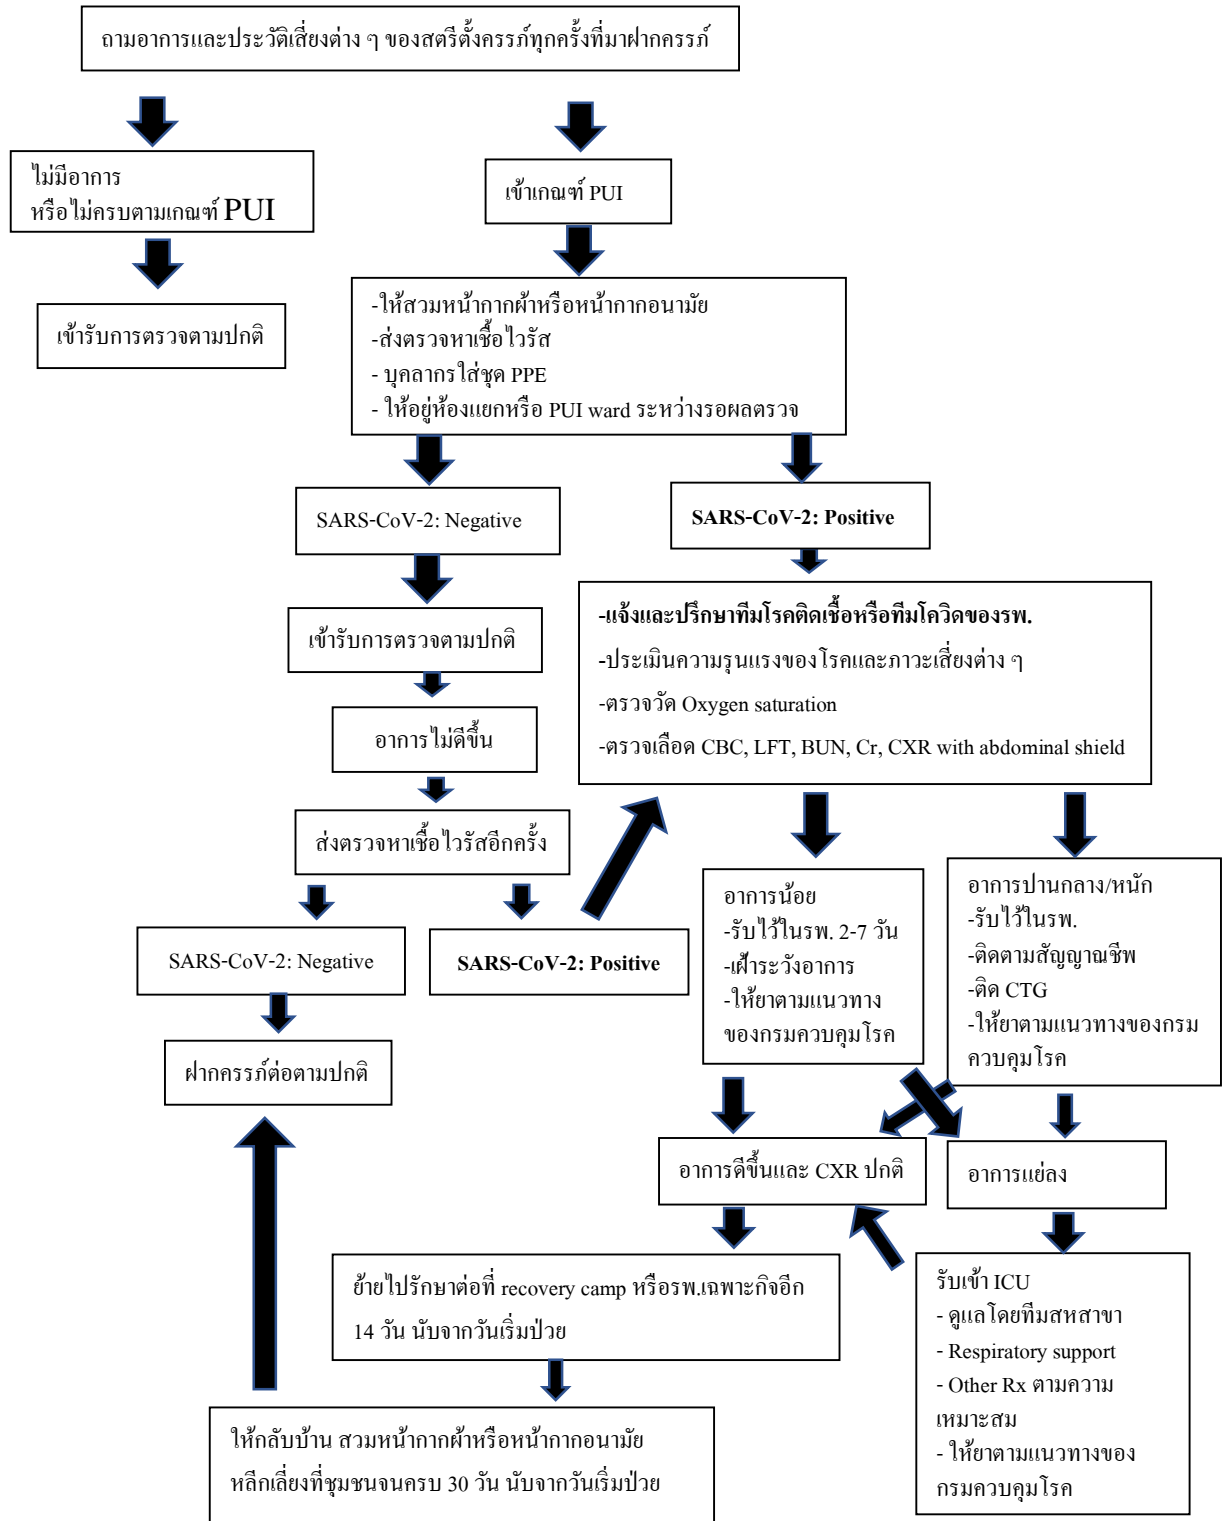 ถามอาการและประวัติเสี่ยงต่าง ๆ ของสตรีตั้งครรภ์ทุกครั้งที่มาฝากครรภ์
ไม่มีอาการ
หรือไม่ครบตามเกณฑ์ PUI
เข้าเกณฑ์ PUI
เข้ารับการตรวจตามปกติ
-ให้สวมหน้ากากผ้าหรือหน้ากากอนามัย
-ส่งตรวจหาเชื้อไวรัส
- บุคลากรใส่ชุด PPE
- ให้อยู่ห้องแยกหรือ PUI ward ระหว่างรอผลตรวจ
SARS-CoV-2: Negative
SARS-CoV-2: Positive
เข้ารับการตรวจตามปกติ
-แจ้งและปรึกษาทีมโรคติดเชื้อหรือทีมโควิดของรพ.
-ประเมินความรุนแรงของโรคและภาวะเสี่ยงต่าง ๆ
-ตรวจวัด Oxygen saturation
-ตรวจเลือด CBC, LFT, BUN, Cr, CXR with abdominal shield
อาการไม่ดีขึ้น
ส่งตรวจหาเชื้อไวรัสอีกครั้ง
SARS-CoV-2: Negative
SARS-CoV-2: Positive
อาการน้อย
-รับไว้ในรพ. 2-7 วัน
-เฝ้าระวังอาการ
-ให้ยาตามแนวทาง
ของกรมควบคุมโรค
อาการปานกลาง/หนัก
-รับไว้ในรพ.
-ติดตามสัญญาณชีพ
-ติด CTG
-ให้ยาตามแนวทางของกรม
ควบคุมโรค
ฝากครรภ์ต่อตามปกติ
อาการดีขึ้นและ CXR ปกติ
อาการแย่ลง
ย้ายไปรักษาต่อที่ recovery camp หรือรพ.เฉพาะกิจอีก
14 วัน นับจากวันเริ่มป่วย
รับเข้า ICU
- ดูแลโดยทีมสหสาขา
- Respiratory support
- Other Rx ตามความ
เหมาะสม
- ให้ยาตามแนวทางของ
กรมควบคุมโรค
ให้กลับบ้าน สวมหน้ากากผ้าหรือหน้ากากอนามัย
หลีกเลี่ยงที่ชุมชนจนครบ 30 วัน นับจากวันเริ่มป่วย